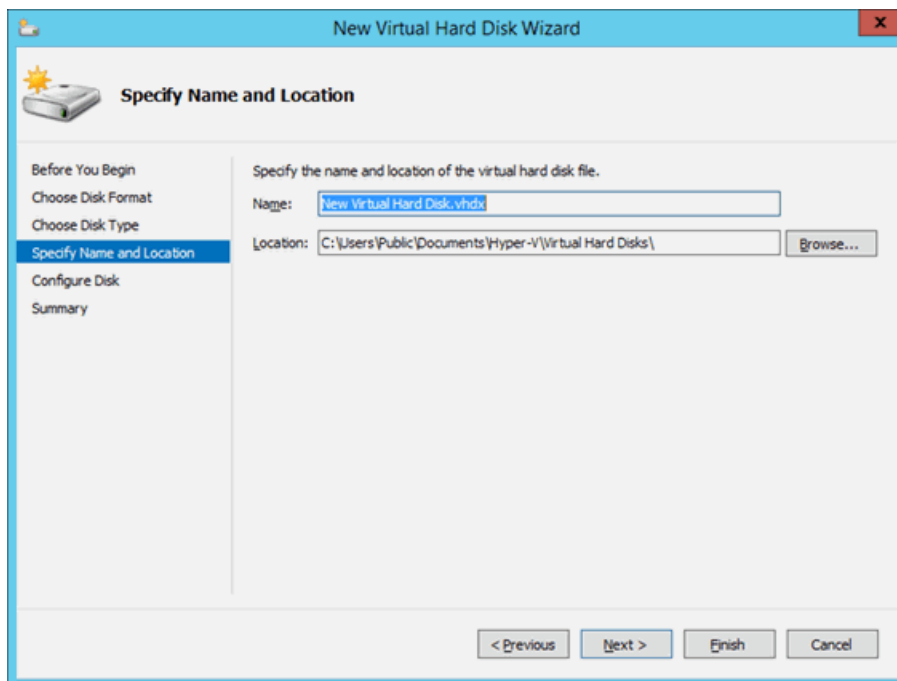 New Virtual Hard Disk Wizard
x
Specify Name and Location
Before You Begin
Choose Disk Format
Choose Disk Type
Specify Name and Location
Configure Disk
Summary
Specify the name and location of the virtual hard disk file.
Name: New Virtual Hard Disk.vhdx
Location: C:\Users\Public\Documents\Hyper-V\Virtual Hard Disks\ Browse...
< Previous Next > Finish Cancel